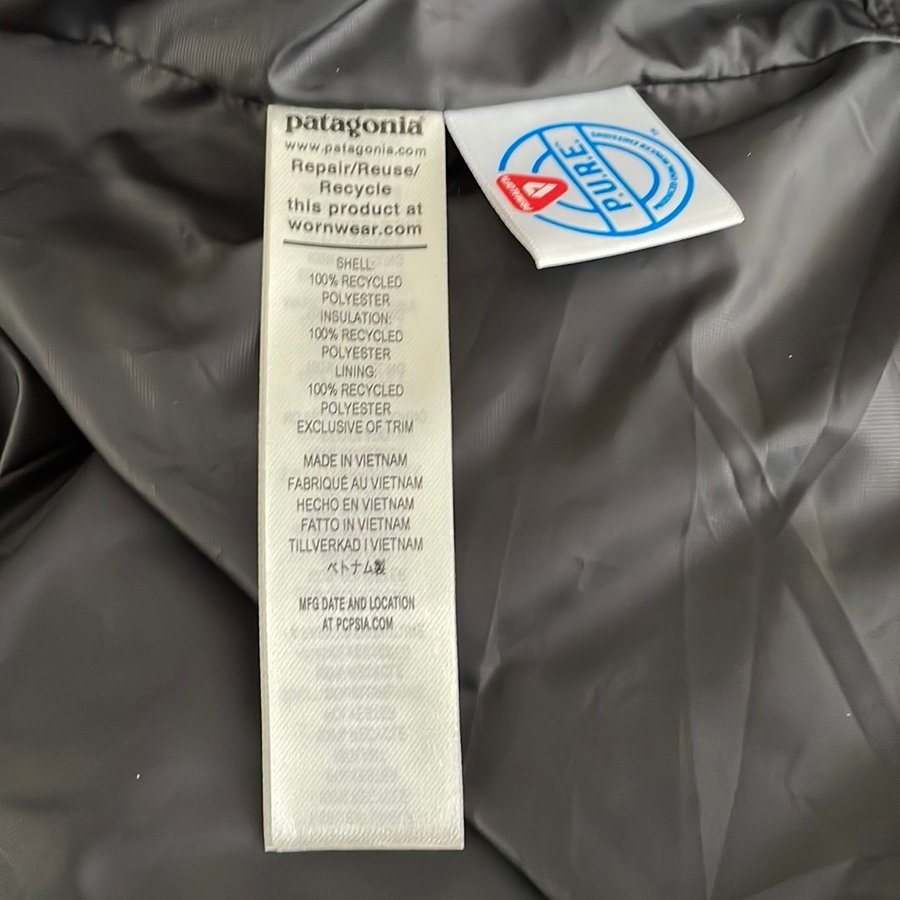 patagonia®
www.patagonia.com
Repair/Reuse/
Recycle
this product at
wornwear.com
SHELL:
100% RECYCLED
POLYESTER
INSULATION:
100% RECYCLED
POLYESTER
LINING:
100% RECYCLED
POLYESTER
EXCLUSIVE OF TRIM
MADE IN VIETNAM
FABRIQUÉ AU VIETNAM
HECHO EN VIETNAM
FATTO IN VIETNAM
TILLVERKAD I VIETNAM
ベトナム製
MFG DATE AND LOCATION
AT PCPSIA.COM
P.U.R.E.
PrimaLoft